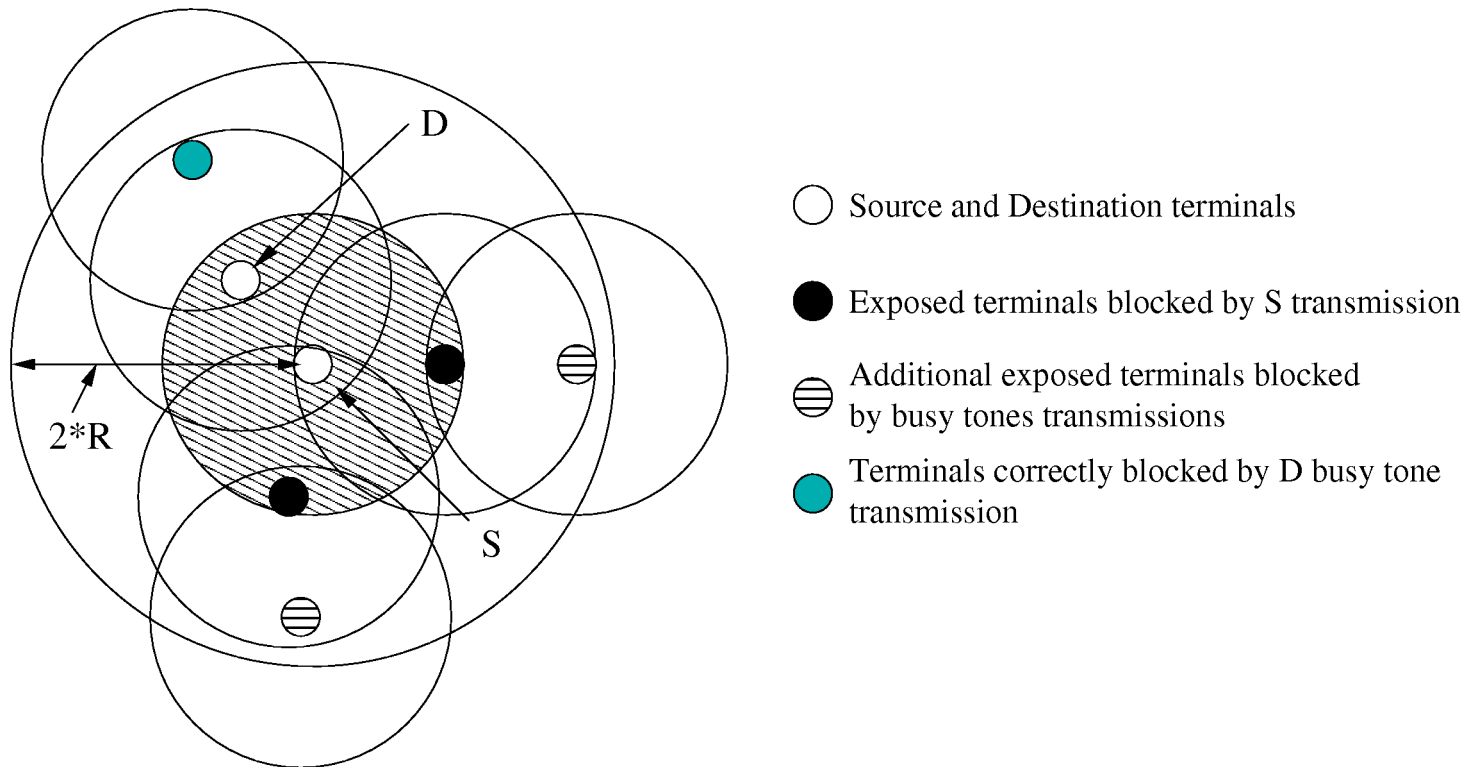 D
2*R
S
Source and Destination terminals
Exposed terminals blocked by S transmission
Additional exposed terminals blocked
by busy tones transmissions
Terminals correctly blocked by D busy tone
transmission